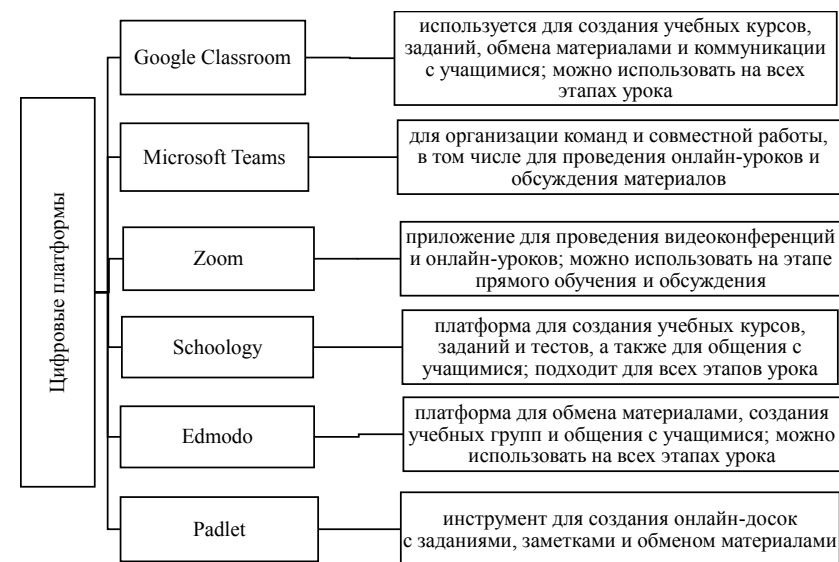 Цифровые платформы
Google Classroom
используется для создания учебных курсов,
заданий, обмена материалами и коммуникации
с учащимися; можно использовать на всех
этапах урока
Microsoft Teams
для организации команд и совместной работы,
в том числе для проведения онлайн-уроков и
обсуждения материалов
Zoom
приложение для проведения видеоконференций
и онлайн-уроков; можно использовать на этапе
прямого обучения и обсуждения
Schoology
платформа для создания учебных курсов,
заданий и тестов, а также для общения с
учащимися; подходит для всех этапов урока
Edmodo
платформа для обмена материалами, создания
учебных групп и общения с учащимися; можно
использовать на всех этапах урока
Padlet
инструмент для создания онлайн-досок
с заданиями, заметками и обменом материалами